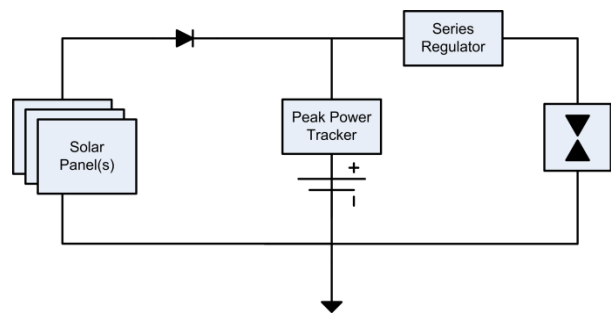 Series
Regulator
Peak Power
Tracker
Solar
Panel(s)
+